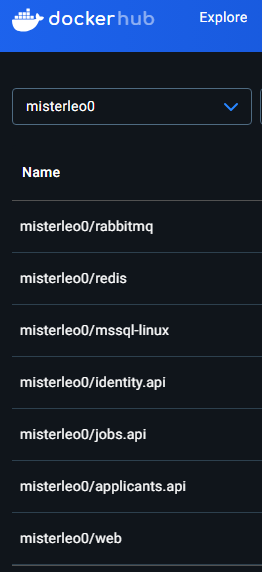 dockerhub Explore
misterleo0
Name
misterleo0/rabbitmq
misterleo0/redis
misterleo0/mssql-linux
misterleo0/identity.api
misterleo0/jobs.api
misterleo0/applicants.api
misterleo0/web